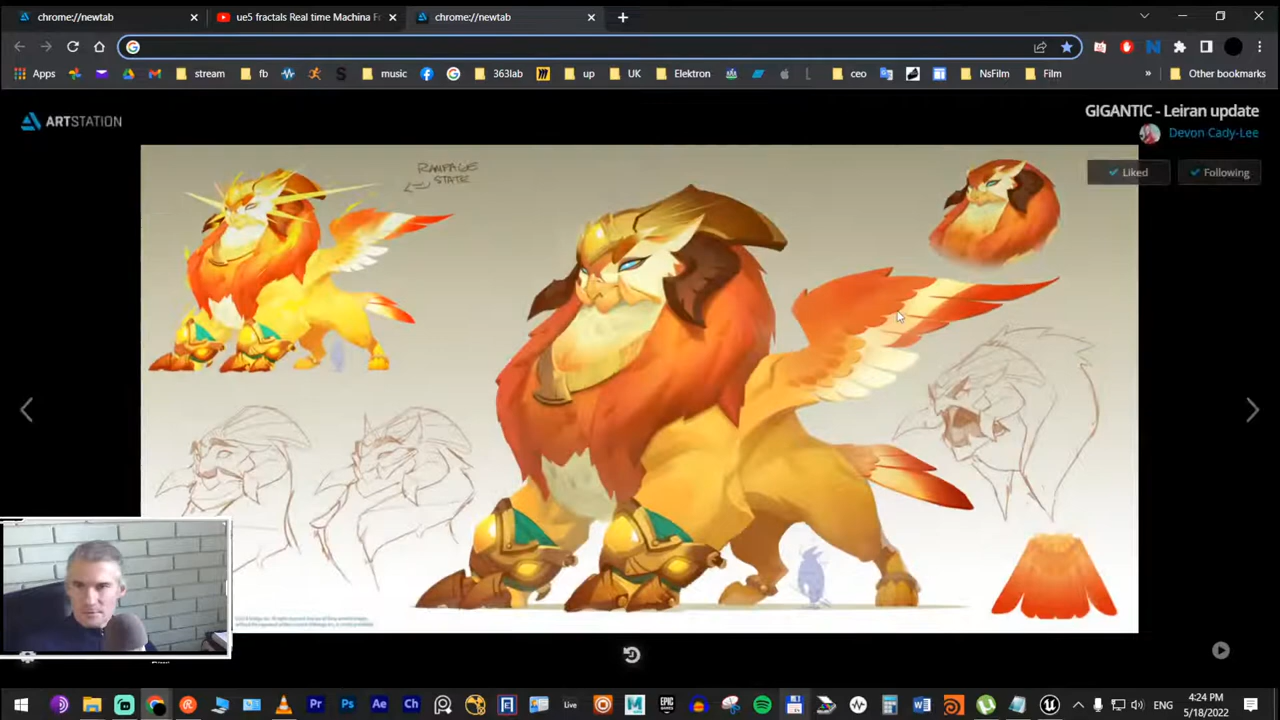 chrome://newtab
ue5 fractals Real time Machina Fr
chrome://newtab
Apps
stream
fb
music
363lab
up
UK
Elektron
ceo
NsFilm
Film
»
Other bookmarks
ARTSTATION
GIGANTIC - Leiran update
Devon Cady-Lee
Liked
Following
RAMPAGE
STATE
4:24 PM
ENG
5/18/2022